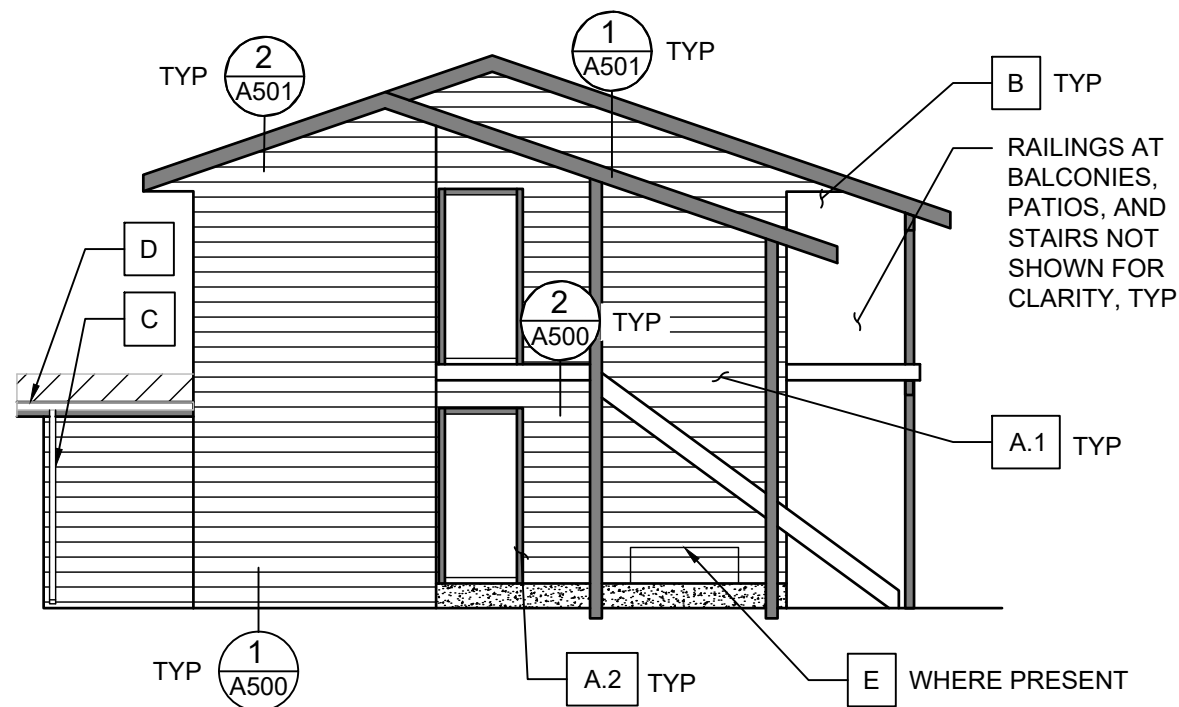 1
A501
TYP
TYP
2
A501
B
TYP
RAILINGS AT
BALCONIES,
PATIOS, AND
STAIRS NOT
SHOWN FOR
CLARITY, TYP
D
C
2
A500
TYP
A.1
TYP
TYP
1
A500
A.2
TYP
E
WHERE PRESENT